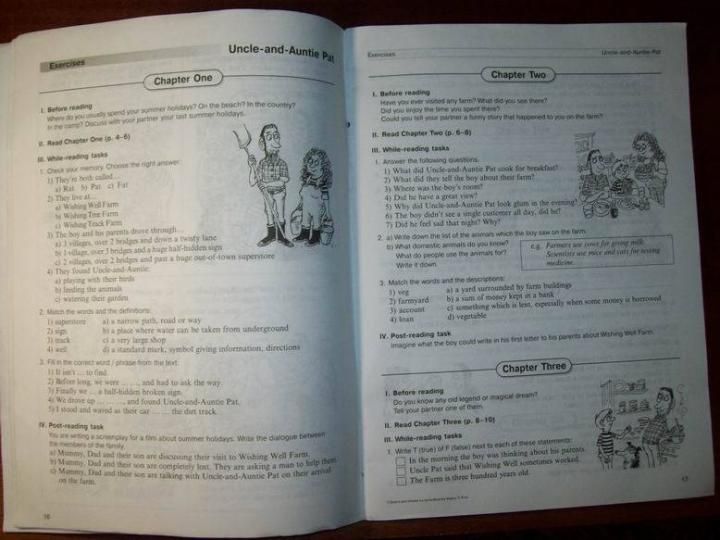 Exercises
Uncle-and-Auntie Pat
Chapter One
I. Before reading
Where do you usually spend your summer holidays? On the beach? In the country?
In the camp? Discuss with your partner your last summer holidays.
II. Read Chapter One (p. 4–6)
III. While-reading tasks
1. Check your memory. Choose the right answer:
1) They're both called...
a) Rat b) Pat c) Fat
2) They live at...
a) Wishing Well Farm
b) Wishing Tree Farm
c) Wishing Track Farm
3) The boy and his parents drove through...
a) 3 villages, over 2 bridges and down a twisty lane
b) 1 village, over 3 bridges and a huge half-hidden sign
c) 2 villages, over 2 bridges and past a huge out-of-town superstore
4) They found Uncle-and-Auntie:
a) playing with their birds
b) feeding the animals
c) watering their garden
2. Match the words and the definitions:
1) superstore a) a narrow path, road or way
2) sign b) a place where water can be taken from underground
3) track c) a very large shop
4) well d) a standard mark, symbol giving information, directions
3. Fill in the correct word / phrase from the text:
1) It isn't ... to find.
2) Before long, we were ... , and had to ask the way.
3) Finally we ... a half-hidden broken sign.
4) We drove up ... , and found Uncle-and-Auntie Pat.
5) I stood and waved as their car ... ... the dirt track.
IV. Post-reading task
You are writing a screenplay for a film about summer holidays. Write the dialogue between
the members of the family.
a) Mummy, Dad and their son are discussing their visit to Wishing Well Farm.
b) Mummy, Dad and their son are completely lost. They are asking a man to help them.
c) Mummy, Dad and their son are talking with Uncle-and-Auntie Pat on their arrival
on the farm.
16
Exercises
Uncle-and-Auntie Pat
Chapter Two
I. Before reading
Have you ever visited any farm? What did you see there?
Did you enjoy the time you spent there?
Could you tell your partner a funny story that happened to you on the farm?
II. Read Chapter Two (p. 6–8)
III. While-reading tasks
1. Answer the following questions.
1) What did Uncle-and-Auntie Pat cook for breakfast?
2) What did they tell the boy about their farm?
3) Where was the boy's room?
4) Did he have a great view?
5) Why did Uncle-and-Auntie Pat look glum in the evening?
6) The boy didn't see a single customer all day, did he?
7) Did he feel sad that night? Why?
2. a) Write down the list of the animals which the boy saw on the farm.
b) What domestic animals do you know?
What do people use the animals for?
Write it down.
e.g. Farmers use cows for giving milk.
Scientists use mice and rats for testing
medicine.
3. Match the words and the descriptions:
1) veg a) a yard surrounded by farm buildings
2) farmyard b) a sum of money kept in a bank
3) account c) something which is lent, especially when some money is borrowed
4) loan d) vegetable
IV. Post-reading task
Imagine what the boy could write in his first letter to his parents about Wishing Well Farm.
Chapter Three
I. Before reading
Do you know any old legend or magical dream?
Tell your partner one of them.
II. Read Chapter Three (p. 8–10)
III. While-reading tasks
1. Write T (true) of F (false) next to each of these statements:
In the morning the boy was thinking about his parents.
Uncle Pat said that Wishing Well sometimes worked.
The Farm is three hundred years old.
17